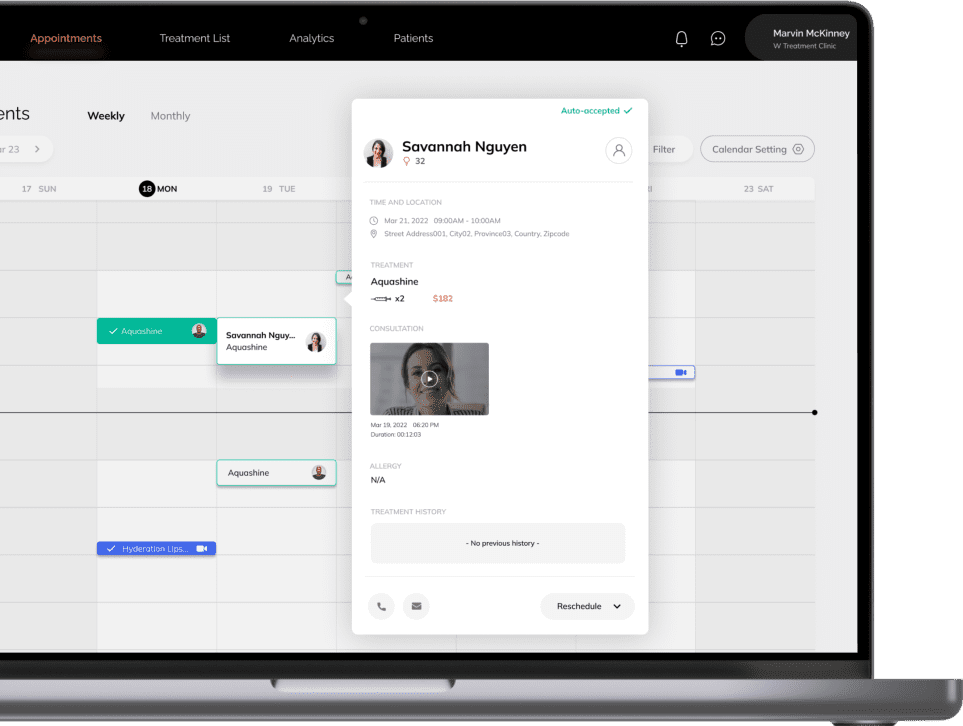 Appointments Treatment List Analytics Patients
Marvin McKinney
W Treatment Clinic
ents Weekly Monthly
ar 23
Filter Calendar Setting
17 SUN 18 MON 19 TUE 23 SAT
Auto-accepted
Savannah Nguyen
32
TIME AND LOCATION
Mar 21, 2022 09:00AM - 10:00AM
Street Address001, City02, Province03, Country, Zipcode
TREATMENT
Aquashine
x2 $182
CONSULTATION
Mar 19, 2022 06:20 PM
Duration: 00:12:03
ALLERGY
N/A
TREATMENT HISTORY
- No previous history -
Reschedule
Aquashine
Savannah Nguy...
Aquashine
Aquashine
Hyderation Lips...